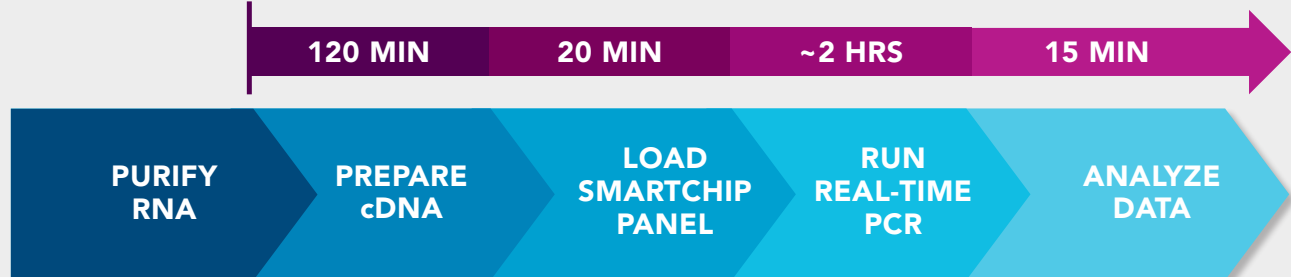 120 MIN 20 MIN ~2 HRS 15 MIN
PURIFY
RNA
PREPARE
cDNA
LOAD
SMARTCHIP
PANEL
RUN
REAL-TIME
PCR
ANALYZE
DATA